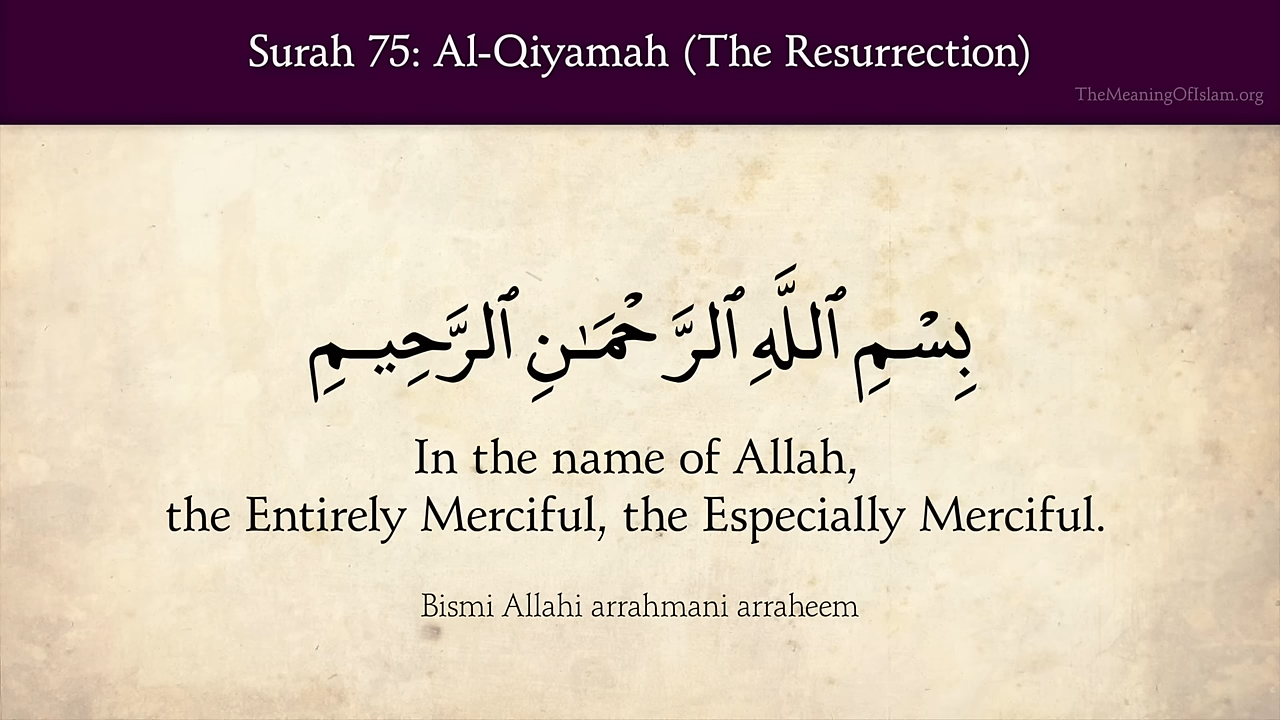 Surah 75: Al-Qiyamah (The Resurrection)
TheMeaningOfIslam.org
بِسْمِ ٱللَّهِ ٱلرَّحْمَـٰنِ ٱلرَّحِيمِ
In the name of Allah,
the Entirely Merciful, the Especially Merciful.
Bismi Allahi arrahmani arraheem